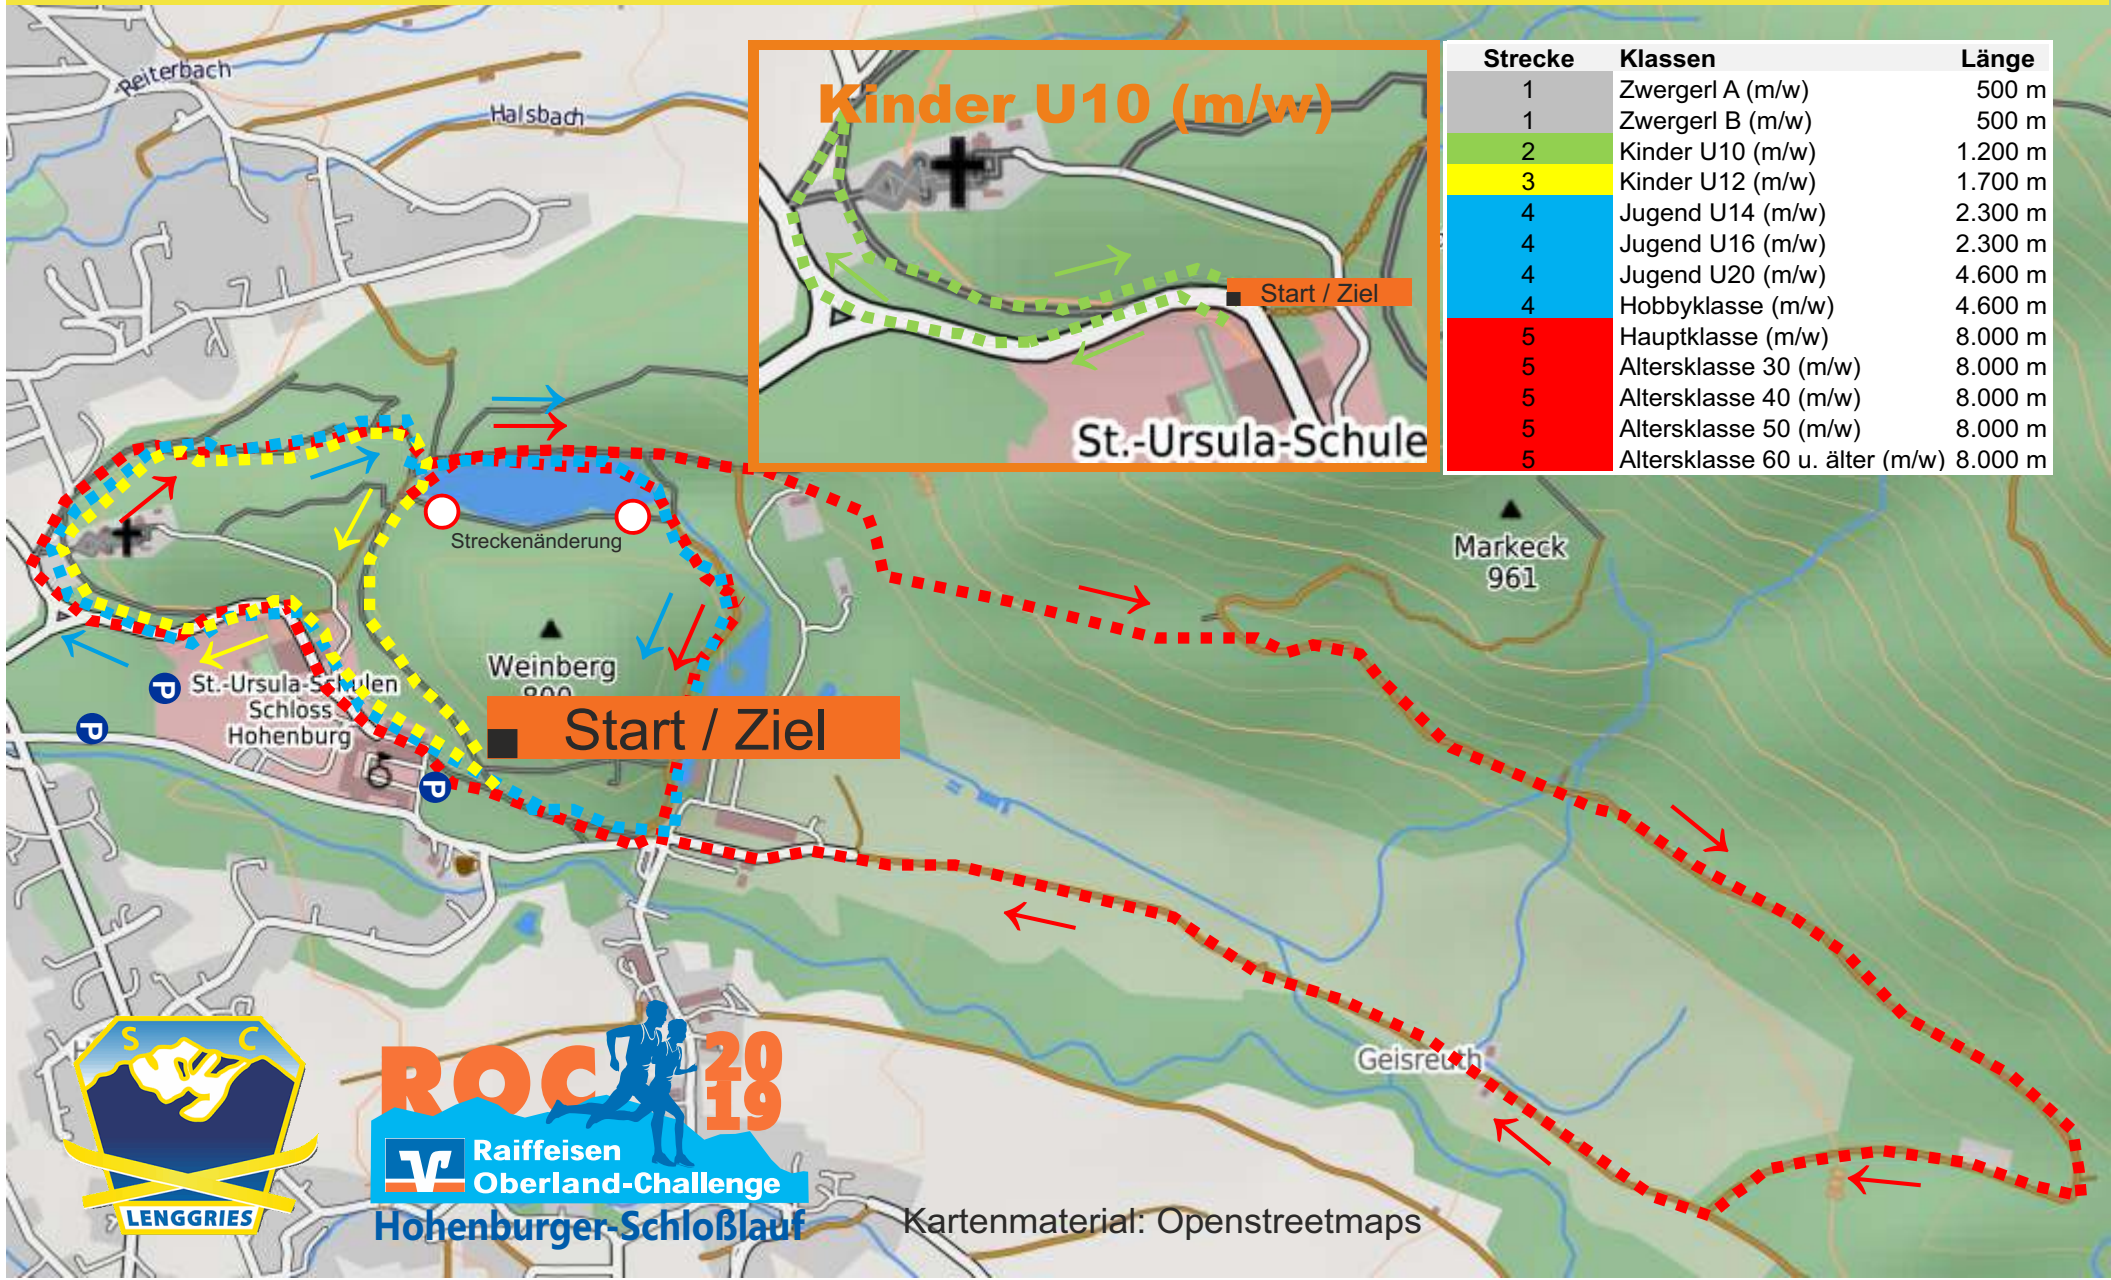 Reiterbach
Halsbach
Kinder U10 (m/w)
Start / Ziel
St.-Ursula-Schule
Strecke Klassen Länge
1 Zwergerl A (m/w) 500 m
1 Zwergerl B (m/w) 500 m
2 Kinder U10 (m/w) 1.200 m
3 Kinder U12 (m/w) 1.700 m
4 Jugend U14 (m/w) 2.300 m
4 Jugend U16 (m/w) 2.300 m
4 Jugend U20 (m/w) 4.600 m
4 Hobbyklasse (m/w) 4.600 m
5 Hauptklasse (m/w) 8.000 m
5 Altersklasse 30 (m/w) 8.000 m
5 Altersklasse 40 (m/w) 8.000 m
5 Altersklasse 50 (m/w) 8.000 m
5 Altersklasse 60 u. älter (m/w) 8.000 m
Streckenänderung
Markeck
961
Weinberg
Start / Ziel
St.-Ursula-Schulen
Schloss
Hohenburg
P
P
P
Geisreuth
S C
LENGGRIES
ROC
20
19
Raiffeisen
Oberland-Challenge
Hohenburger-Schloßlauf
Kartenmaterial: Openstreetmaps